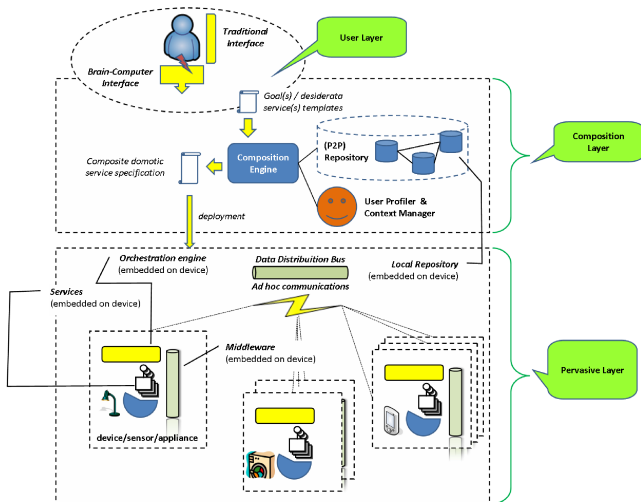 Traditional
Interface
User Layer
Brain-Computer
Interface
Goal(s) / desiderata
service(s) templates
(P2P)
Repository
Composition
Layer
Composite domotic
service specification
Composition
Engine
User Profiler &
Context Manager
deployment
Orchestration engine
(embedded on device)
Data Distribuition Bus
Local Repository
(embedded on device)
Services
(embedded on device)
Ad hoc communications
Middleware
(embedded on device)
Pervasive Layer
device/sensor/appliance